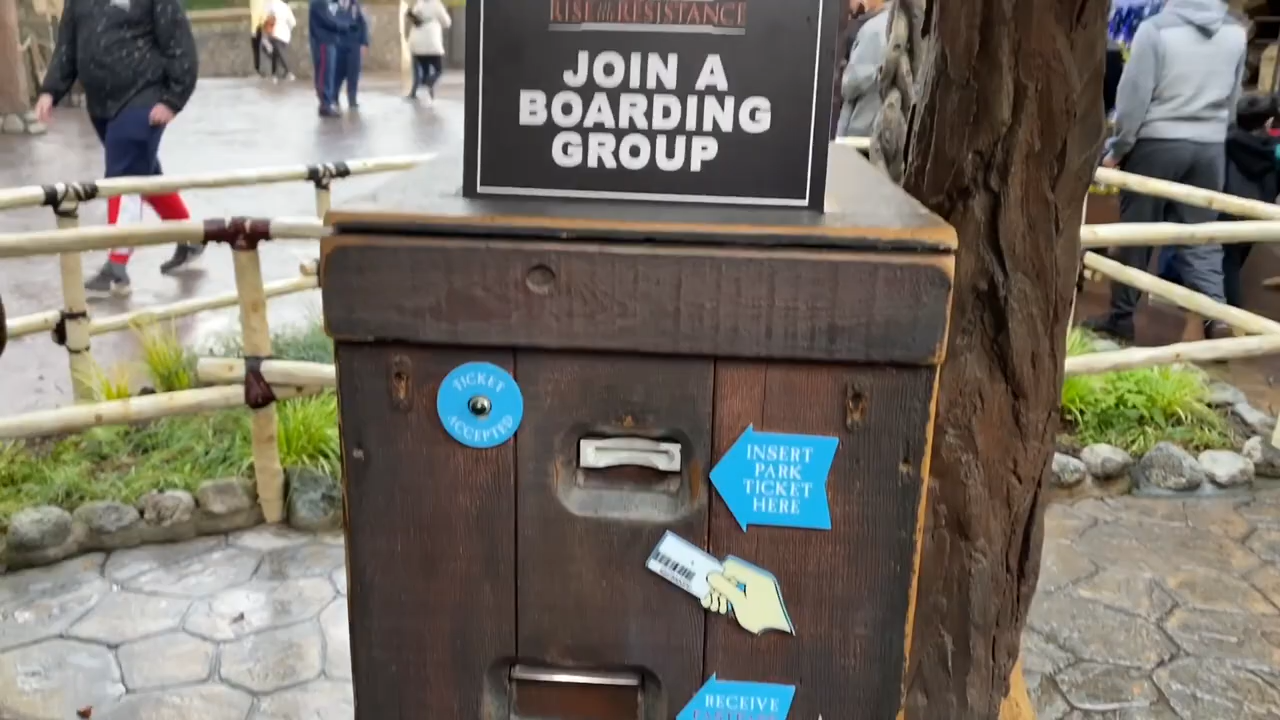 RISE of the RESISTANCE
JOIN A
BOARDING
GROUP
TICKET
ACCEPTED
INSERT
PARK
TICKET
HERE
RECEIVE